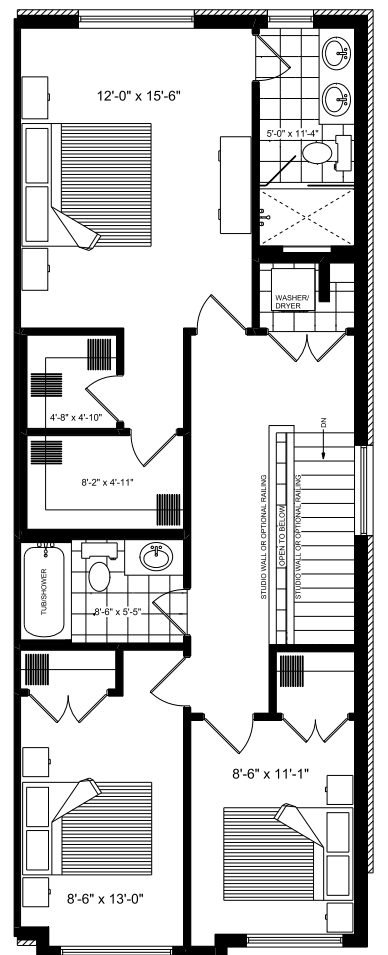 12'-0" x 15'-6"
5'-0" x 11'-4"
WASHER/
DRYER
4'-8" x 4'-10"
8'-2" x 4'-11"
DN
STUDIO WALL OR OPTIONAL RAILING
OPEN TO BELOW
STUDIO WALL OR OPTIONAL RAILING
TUB/SHOWER
8'-6" x 5'-5"
8'-6" x 11'-1"
8'-6" x 13'-0"